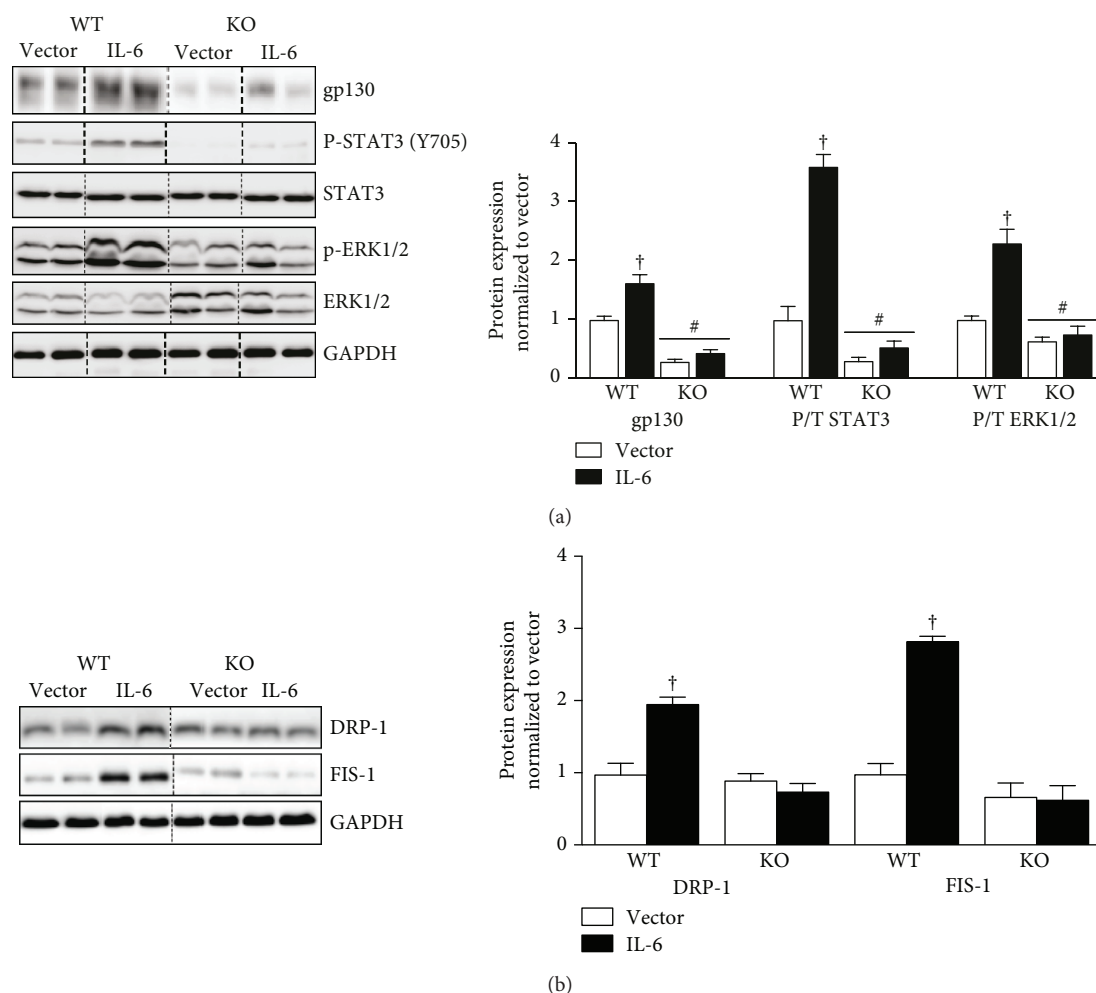 WT KO
Vector IL-6 Vector IL-6
gp130
P-STAT3 (Y705)
STAT3
p-ERK1/2
ERK1/2
GAPDH
Protein expression
normalized to vector
4
3
2
1
0
†
#
†
#
†
#
WT KO WT KO WT KO
gp130 P/T STAT3 P/T ERK1/2
Vector
IL-6
(a)
WT KO
Vector IL-6 Vector IL-6
DRP-1
FIS-1
GAPDH
Protein expression
normalized to vector
4
3
2
1
0
†
†
WT KO WT KO
DRP-1 FIS-1
Vector
IL-6
(b)